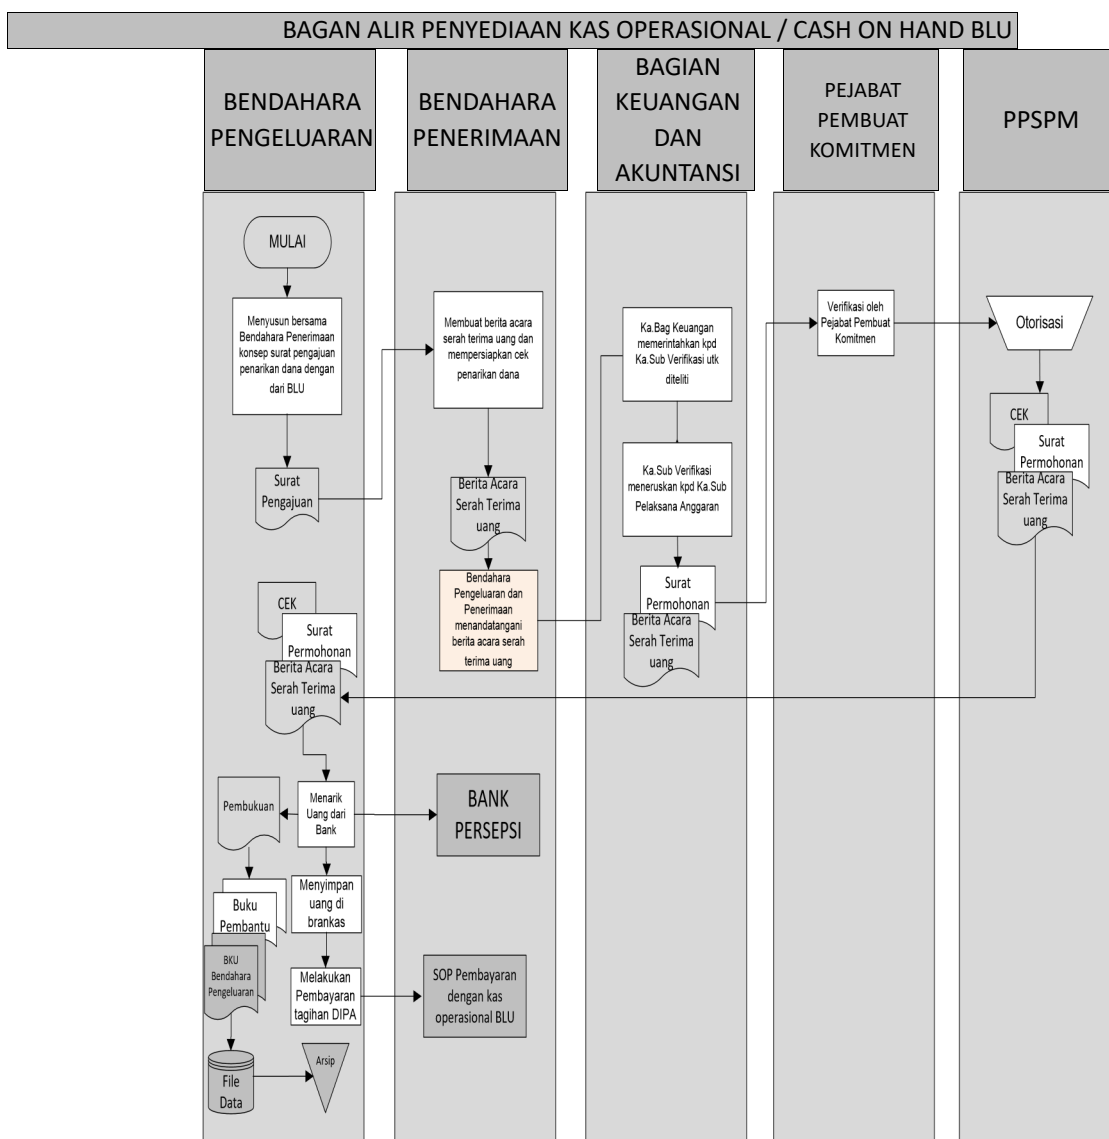 BAGAN ALIR PENYEDIAAN KAS OPERASIONAL / CASH ON HAND BLU
BENDAHARA
PENGELUARAN
BENDAHARA
PENERIMAAN
BAGIAN
KEUANGAN
DAN
AKUNTANSI
PEJABAT
PEMBUAT
KOMITMEN
PPSPM
MULAI
Menyusun bersama
Bendahara Penerimaan
konsep surat pengajuan
penarikan dana dengan
dari BLU
Surat
Pengajuan
Membuat berita acara
serah terima uang dan
mempersiapkan cek
penarikan dana
Berita Acara
Serah Terima
uang
Bendahara
Pengeluaran dan
Penerimaan
menandatangani
berita acara serah
terima uang
Ka.Bag Keuangan
memerintahkan kpd
Ka.Sub Verifikasi utk
diteliti
Ka.Sub Verifikasi
meneruskan kpd Ka.Sub
Pelaksana Anggaran
Surat
Permohonan
Berita Acara
Serah Terima
uang
Verifikasi oleh
Pejabat Pembuat
Komitmen
Otorisasi
CEK
Surat
Permohonan
Berita Acara
Serah Terima
uang
CEK
Surat
Permohonan
Berita Acara
Serah Terima
uang
Pembukuan
Menarik
Uang dari
Bank
BANK
PERSEPSI
Buku
Pembantu
Menyimpan
uang di
brankas
BKU
Bendahara
Pengeluaran
Melakukan
Pembayaran
tagihan DIPA
SOP Pembayaran
dengan kas
operasional BLU
File
Data
Arsip